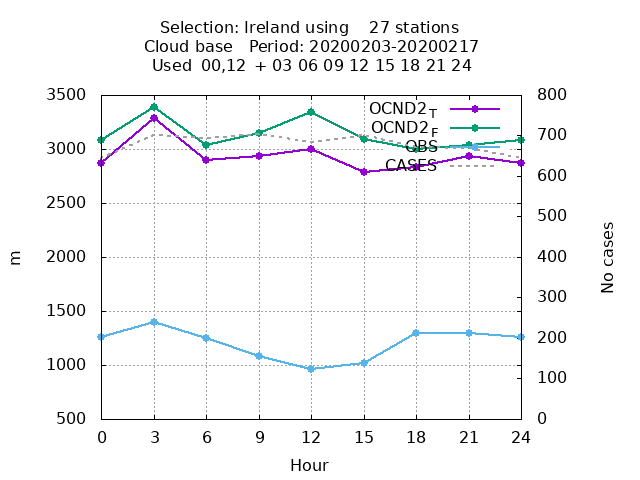 Selection: Ireland using 27 stations
Cloud base Period: 20200203-20200217
Used 00,12 + 03 06 09 12 15 18 21 24
3500
3000
2500
2000
1500
1000
500
m
800
700
600
500
400
300
200
100
0
No cases
OCND2 T
OCND2 F
OBS
CASES
0 3 6 9 12 15 18 21 24
Hour